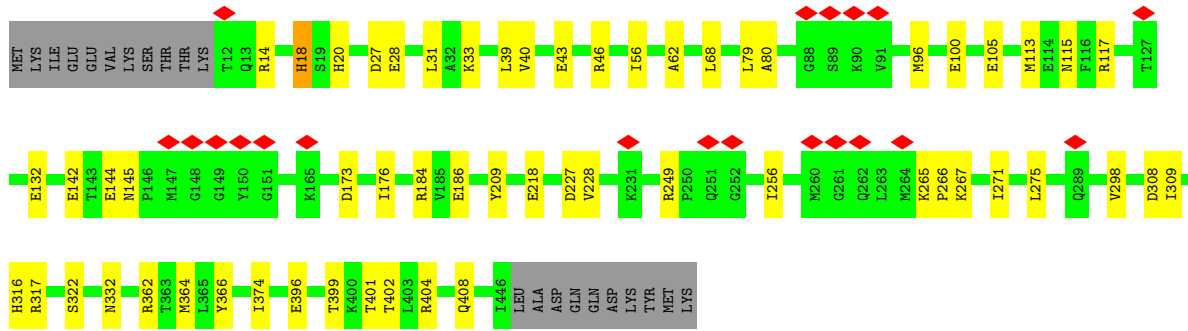 MET LYS ILE GLU GLU VAL LYS SER THR THR LYS T12 Q13 R14 H18 S19 H20 D27 E28 L31 A32 K33 L39 V40 E43 R46 I56 A62 L68 L79 A80 G88 S89 K90 V91 M96 E100 E105 M113 E114 N115 F116 R117 T127
E132 E142 T143 E144 N145 P146 M147 G148 G149 Y150 G151 K165 D173 I176 R184 V185 E186 Y209 E218 D227 V228 K231 R249 P250 Q251 G252 I256 M260 G261 Q262 L263 M264 K265 P266 K267 I271 L275 Q289 V298 D308 I309
H316 R317 S322 N332 R362 T363 M364 L365 Y366 I374 E396 T399 K400 T401 T402 L403 R404 Q408 I446 LEU ALA ASP GLN GLN ASP LYS TYR MET LYS